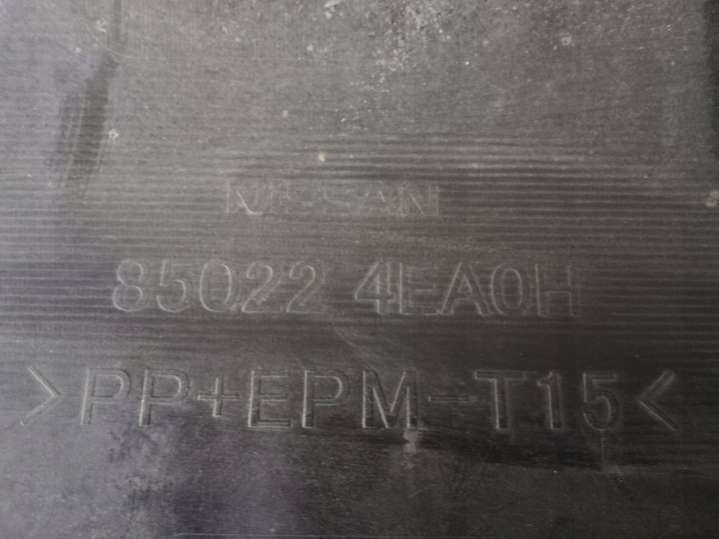 NISSAN
85022 4EA0H
>PP+EPM-T15<